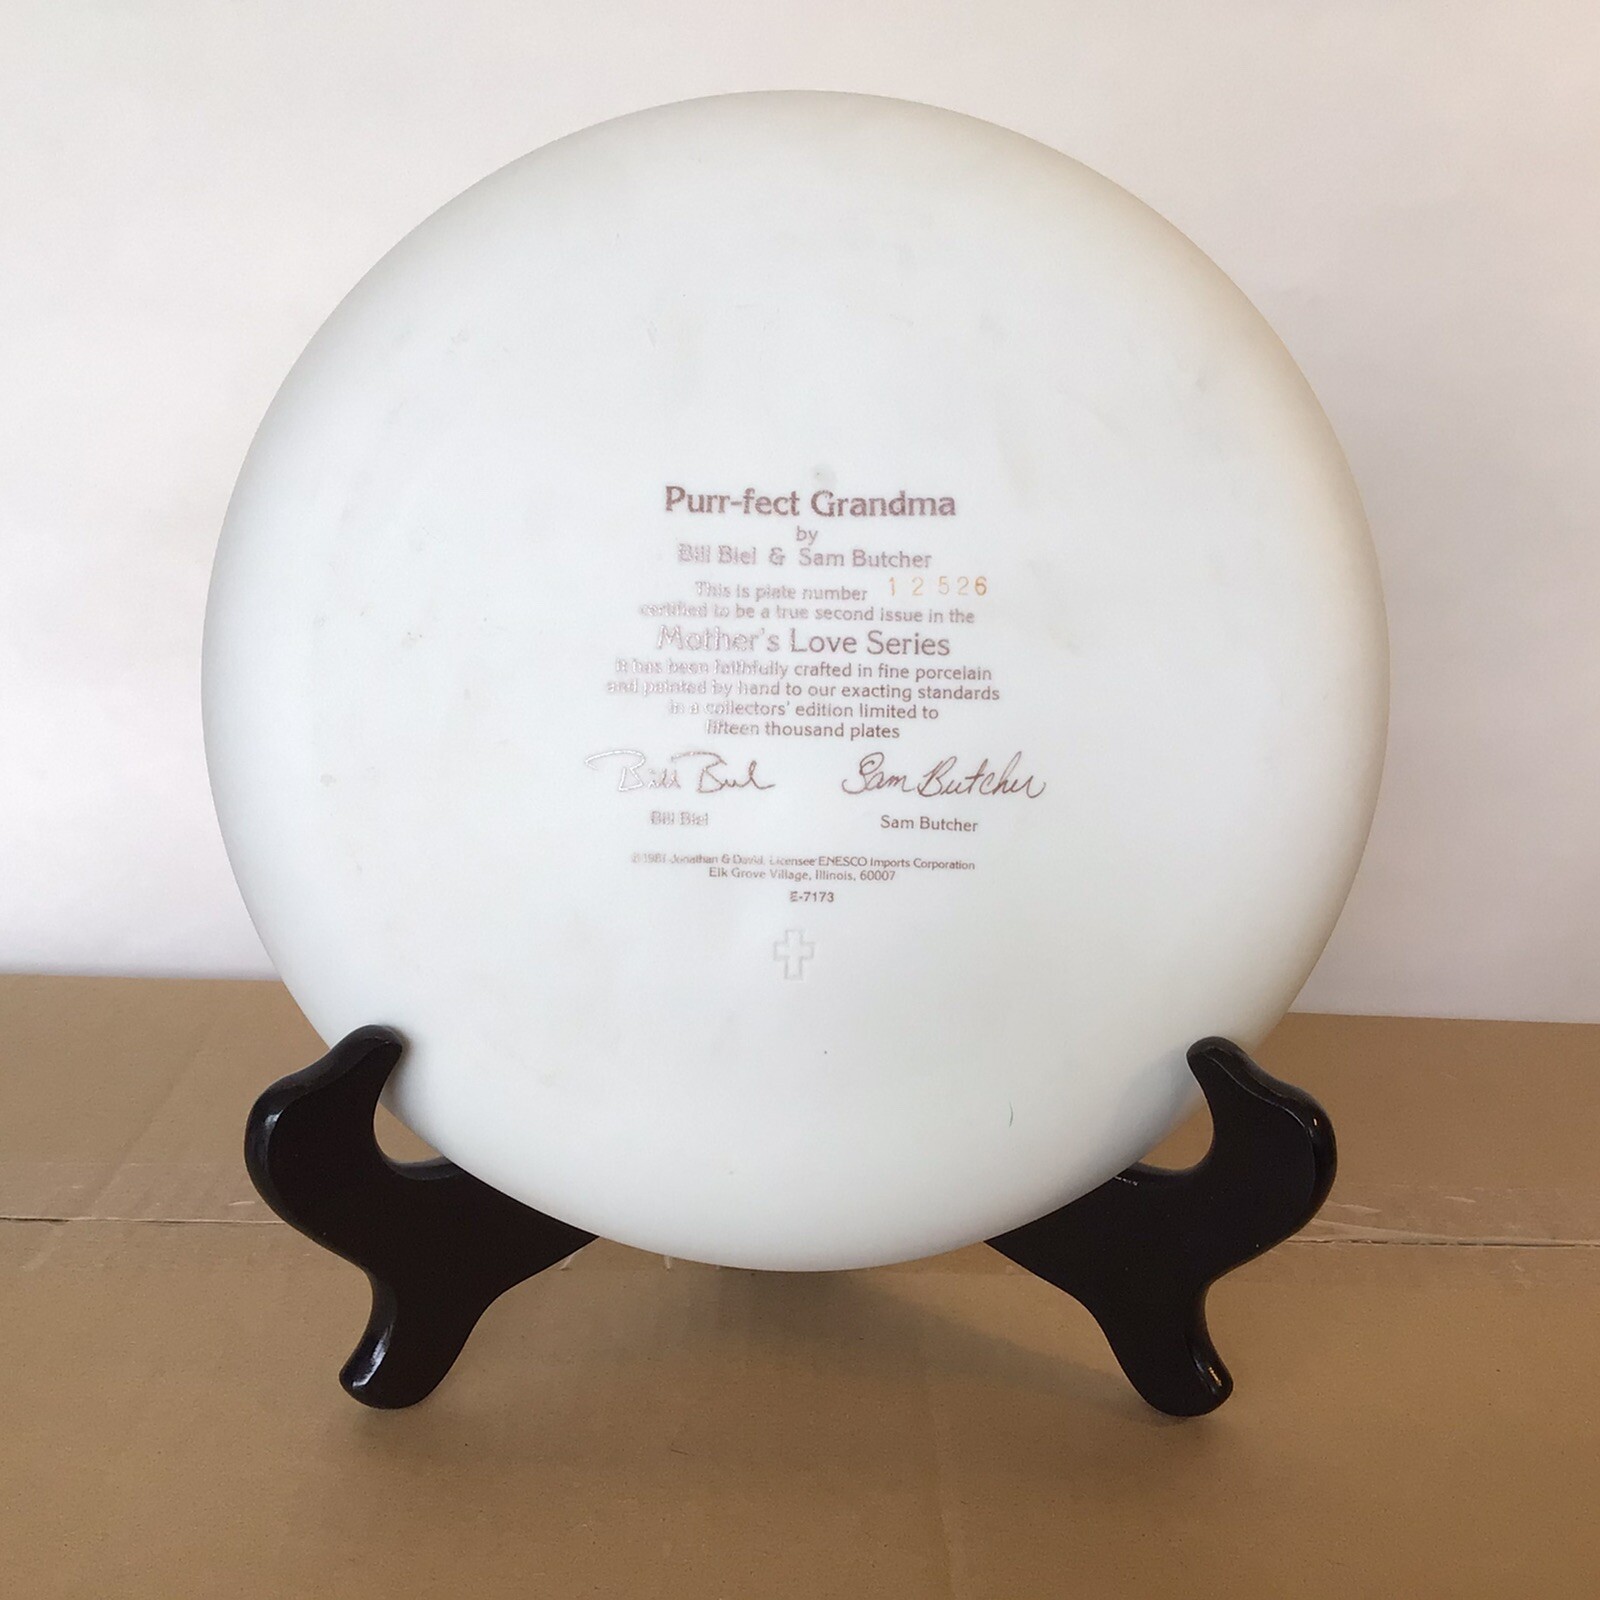 Purr-fect Grandma
by
Bill Biel & Sam Butcher
This is plate number 12526
certified to be a true second issue in the
Mother's Love Series
It has been faithfully crafted in fine porcelain
and painted by hand to our exacting standards
in a collectors' edition limited to
fifteen thousand plates
Bill Biel Sam Butcher
Bill Biel Sam Butcher
© 1981 Jonathan & David, Licensee ENESCO Imports Corporation
Elk Grove Village, Illinois, 60007
E-7173